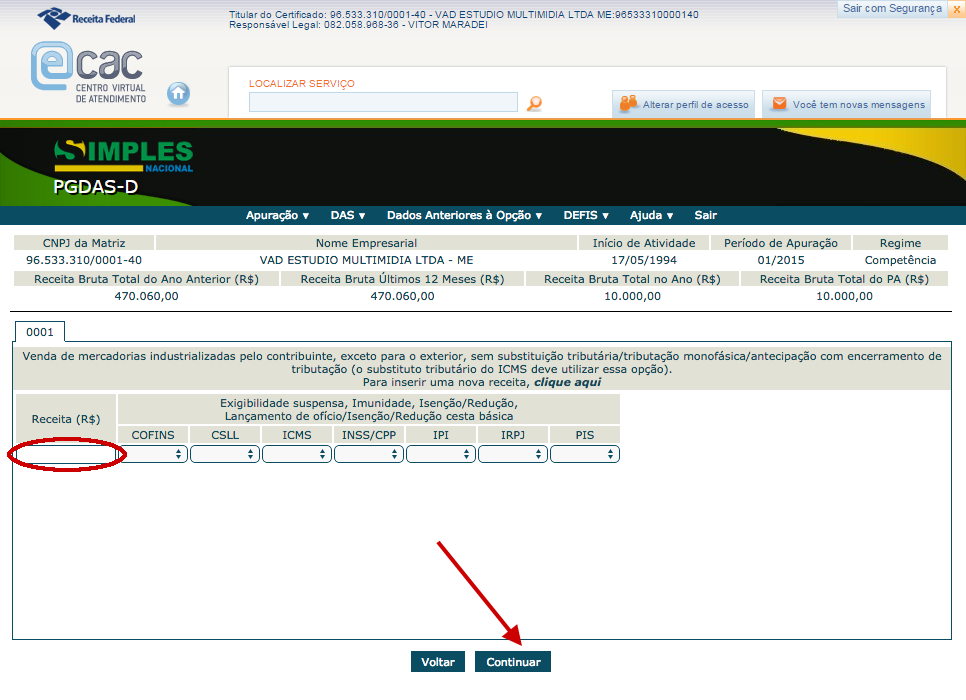 Receita Federal
Titular do Certificado: 96.533.310/0001-40 - VAD ESTUDIO MULTIMIDIA LTDA ME:96533310000140
Responsável Legal: 082.058.968-36 - VITOR MARADEI
Sair com Segurança x
ecac
CENTRO VIRTUAL
DE ATENDIMENTO
LOCALIZAR SERVIÇO
Alterar perfil de acesso
Você tem novas mensagens
SIMPLES
NACIONAL
PGDAS-D
Apuração ▼ DAS ▼ Dados Anteriores à Opção ▼ DEFIS ▼ Ajuda ▼ Sair
CNPJ da Matriz Nome Empresarial Início de Atividade Período de Apuração Regime
96.533.310/0001-40 VAD ESTUDIO MULTIMIDIA LTDA - ME 17/05/1994 01/2015 Competência
Receita Bruta Total do Ano Anterior (R$) Receita Bruta Últimos 12 Meses (R$) Receita Bruta Total no Ano (R$) Receita Bruta Total do PA (R$)
470.060,00 470.060,00 10.000,00 10.000,00
0001
Venda de mercadorias industrializadas pelo contribuinte, exceto para o exterior, sem substituição tributária/tributação monofásica/antecipação com encerramento de
tributação (o substituto tributário do ICMS deve utilizar essa opção).
Para inserir uma nova receita, clique aqui
Receita (R$)
Exigibilidade suspensa, Imunidade, Isenção/Redução,
Lançamento de ofício/Isenção/Redução cesta básica
COFINS CSLL ICMS INSS/CPP IPI IRPJ PIS
Voltar Continuar